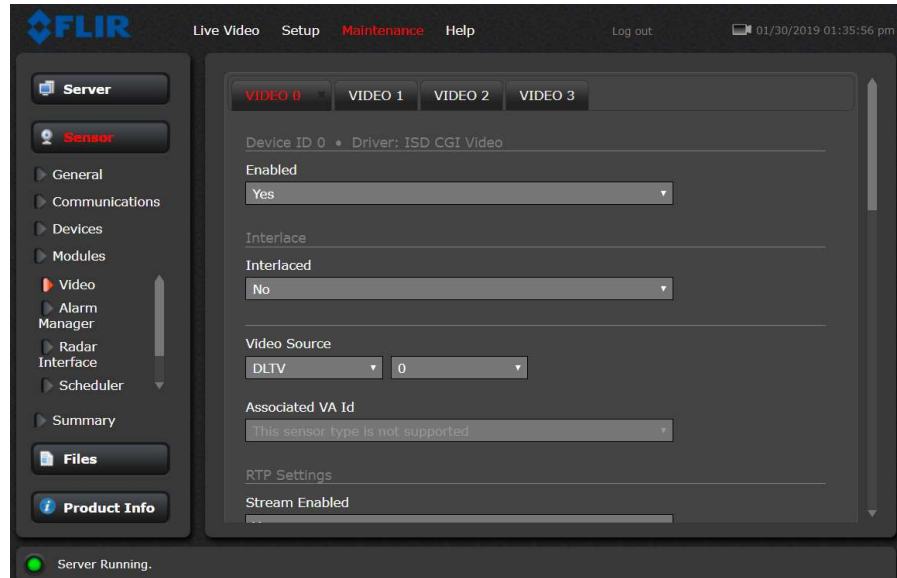 FLIR
Live Video Setup Maintenance Help Log out 01/30/2019 01:35:56 pm
Server
Sensor
General
Communications
Devices
Modules
Video
Alarm
Manager
Radar
Interface
Scheduler
Summary
Files
Product Info
VIDEO 0 VIDEO 1 VIDEO 2 VIDEO 3
Device ID 0 • Driver: ISD CGI Video
Enabled
Yes
Interlace
Interlaced
No
Video Source
DLTV 0
Associated VA Id
This sensor type is not supported
RTP Settings
Stream Enabled
Server Running.